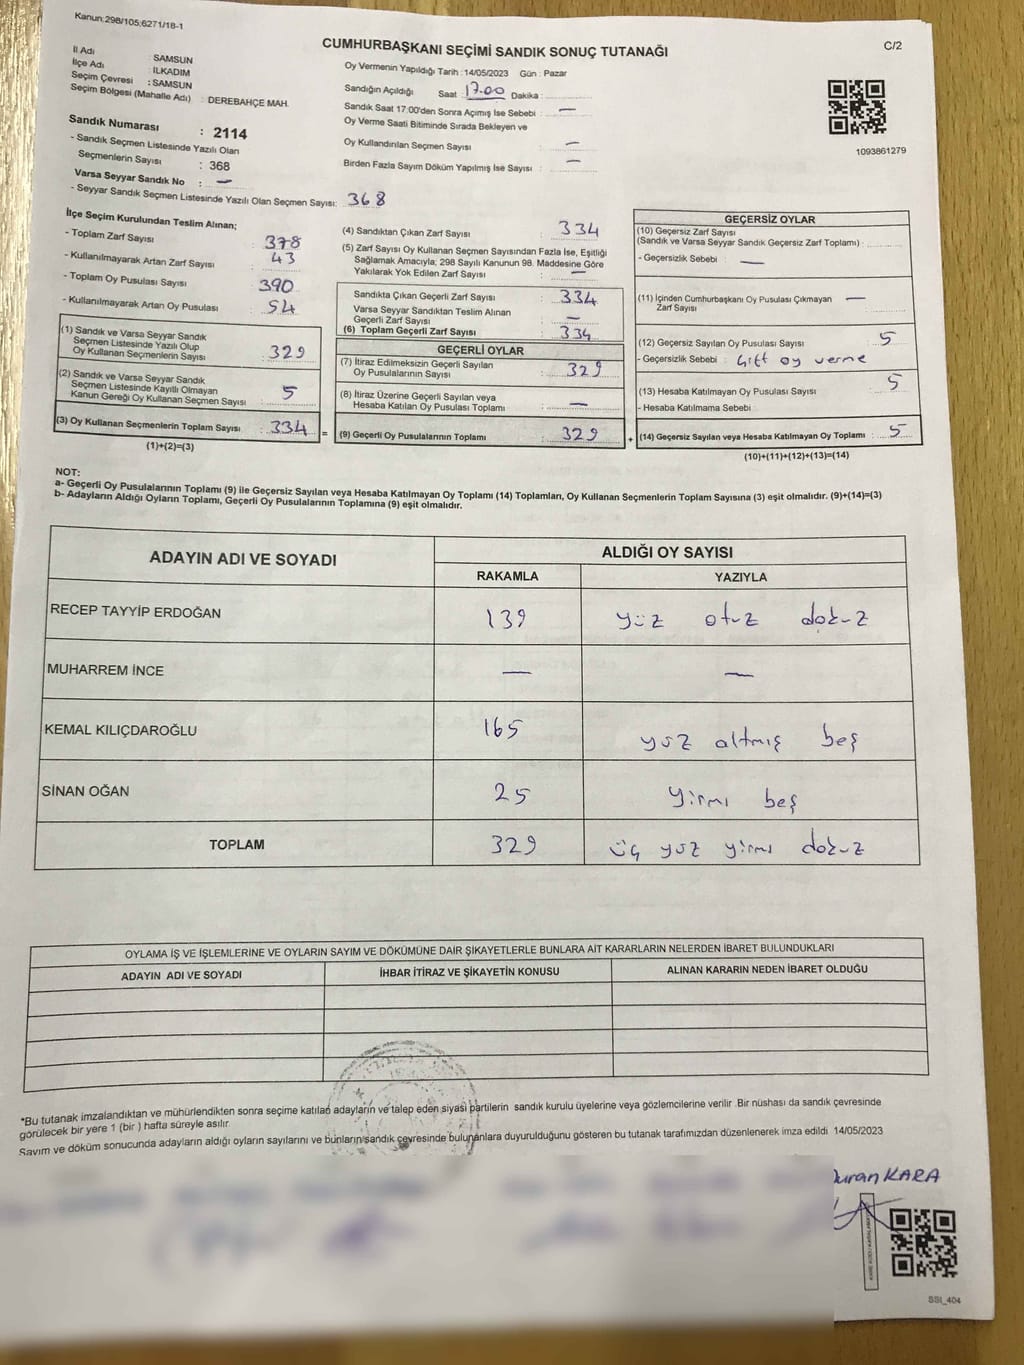 Kanun:298/105;6271/18-1
CUMHURBAŞKANI SEÇİMİ SANDIK SONUÇ TUTANAĞI
C/2
İl Adı : SAMSUN
İlçe Adı : İLKADIM
Seçim Çevresi : SAMSUN
Seçim Bölgesi (Mahalle Adı) : DEREBAHÇE MAH.
Sandık Numarası : 2114
- Sandık Seçmen Listesinde Yazılı Olan
Seçmenlerin Sayısı : 368
Varsa Seyyar Sandık No : —
- Seyyar Sandık Seçmen Listesinde Yazılı Olan Seçmen Sayısı: 368
Oy Vermenin Yapıldığı Tarih : 14/05/2023 Gün : Pazar
Sandığın Açıldığı Saat : 17.00 Dakika :
Sandık Saat 17:00'den Sonra Açımış İse Sebebi : —
Oy Verme Saati Bitiminde Sırada Bekleyen ve
Oy Kullandırılan Seçmen Sayısı : —
Birden Fazla Sayım Döküm Yapılmış İse Sayısı : —
1093861279
İlçe Seçim Kurulundan Teslim Alınan;
- Toplam Zarf Sayısı : 378
- Kullanılmayarak Artan Zarf Sayısı : 43
- Toplam Oy Pusulası Sayısı : 390
- Kullanılmayarak Artan Oy Pusulası : 54
(1) Sandık ve Varsa Seyyar Sandık
Seçmen Listesinde Yazılı Olup
Oy Kullanan Seçmenlerin Sayısı : 329
(2) Sandık ve Varsa Seyyar Sandık
Seçmen Listesinde Kayıtlı Olmayan
Kanun Gereği Oy Kullanan Seçmen Sayısı : 5
(3) Oy Kullanan Seçmenlerin Toplam Sayısı : 334 =
(1)+(2)=(3)
(4) Sandıktan Çıkan Zarf Sayısı : 334
(5) Zarf Sayısı Oy Kullanan Seçmen Sayısından Fazla İse, Eşitliği
Sağlamak Amacıyla; 298 Sayılı Kanunun 98. Maddesine Göre
Yakılarak Yok Edilen Zarf Sayısı : —
Sandıkta Çıkan Geçerli Zarf Sayısı : 334
Varsa Seyyar Sandıktan Teslim Alınan
Geçerli Zarf Sayısı : —
(6) Toplam Geçerli Zarf Sayısı : 334
GEÇERLİ OYLAR
(7) İtiraz Edilmeksizin Geçerli Sayılan
Oy Pusulalarının Sayısı : 329
(8) İtiraz Üzerine Geçerli Sayılan veya
Hesaba Katılan Oy Pusulası Toplamı : —
(9) Geçerli Oy Pusulalarının Toplamı : 329 +
GEÇERSİZ OYLAR
(10) Geçersiz Zarf Sayısı
(Sandık ve Varsa Seyyar Sandık Geçersiz Zarf Toplamı) :
- Geçersizlik Sebebi : —
(11) İçinden Cumhurbaşkanı Oy Pusulası Çıkmayan —
Zarf Sayısı
(12) Geçersiz Sayılan Oy Pusulası Sayısı : 5
- Geçersizlik Sebebi : Çift oy verme
(13) Hesaba Katılmayan Oy Pusulası Sayısı : 5
- Hesaba Katılmama Sebebi
(14) Geçersiz Sayılan veya Hesaba Katılmayan Oy Toplamı : 5
(10)+(11)+(12)+(13)=(14)
NOT:
a- Geçerli Oy Pusulalarının Toplamı (9) ile Geçersiz Sayılan veya Hesaba Katılmayan Oy Toplamı (14) Toplamları, Oy Kullanan Seçmenlerin Toplam Sayısına (3) eşit olmalıdır. (9)+(14)=(3)
b- Adayların Aldığı Oyların Toplamı, Geçerli Oy Pusulalarının Toplamına (9) eşit olmalıdır.
ADAYIN ADI VE SOYADI ALDIĞI OY SAYISI
RAKAMLA YAZIYLA
RECEP TAYYİP ERDOĞAN 139 yüz otuz dokuz
MUHARREM İNCE — —
KEMAL KILIÇDAROĞLU 165 yüz altmış beş
SİNAN OĞAN 25 yirmi beş
TOPLAM 329 üç yüz yirmi dokuz
OYLAMA İŞ VE İŞLEMLERİNE VE OYLARIN SAYIM VE DÖKÜMÜNE DAİR ŞİKAYETLERLE BUNLARA AİT KARARLARIN NELERDEN İBARET BULUNDUKLARI
ADAYIN ADI VE SOYADI İHBAR İTİRAZ VE ŞİKAYETİN KONUSU ALINAN KARARIN NEDEN İBARET OLDUĞU
*Bu tutanak imzalandıktan ve mühürlendikten sonra seçime katılan adayların ve talep eden siyasi partilerin sandık kurulu üyelerine veya gözlemcilerine verilir .Bir nüshası da sandık çevresinde
görülecek bir yere 1 (bir ) hafta süreyle asılır.
Sayım ve döküm sonucunda adayların aldığı oyların sayılarını ve bunların sandık çevresinde bulunanlara duyurulduğunu gösteren bu tutanak tarafımızdan düzenlenerek imza edildi 14/05/2023
Duran KARA
SSI_404